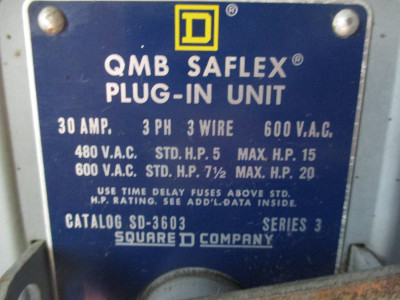 D
QMB SAFLEX®
PLUG-IN UNIT
30 AMP. 3 PH 3 WIRE 600 V.A.C.
480 V.A.C. STD. H.P. 5 MAX. H.P. 15
600 V.A.C. STD. H.P. 7½ MAX. H.P. 20
USE TIME DELAY FUSES ABOVE STD.
H.P. RATING. SEE ADD'L.DATA INSIDE.
CATALOG SD-3603 SERIES 3
SQUARE D COMPANY